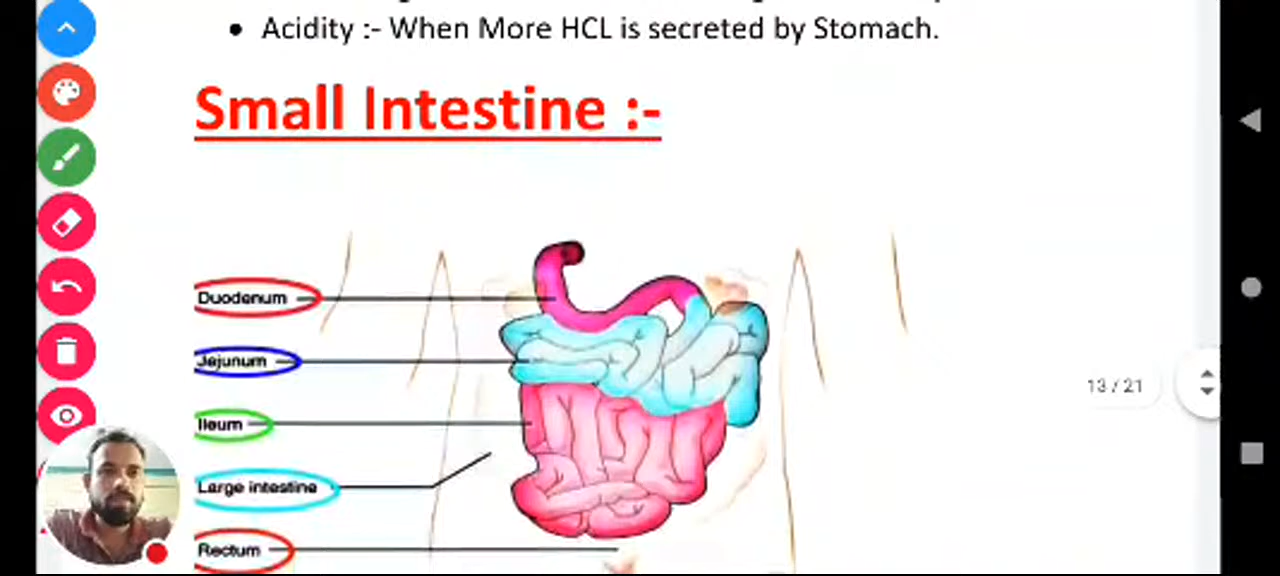 • Acidity :- When More HCL is secreted by Stomach.
Small Intestine :-
Duodenum
Jejunum
Ileum
Large intestine
Rectum
13 / 21